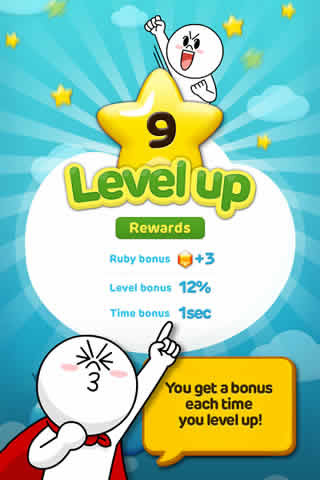 9
Level up
Rewards
Ruby bonus +3
Level bonus 12%
Time bonus 1sec
You get a bonus
each time
you level up!